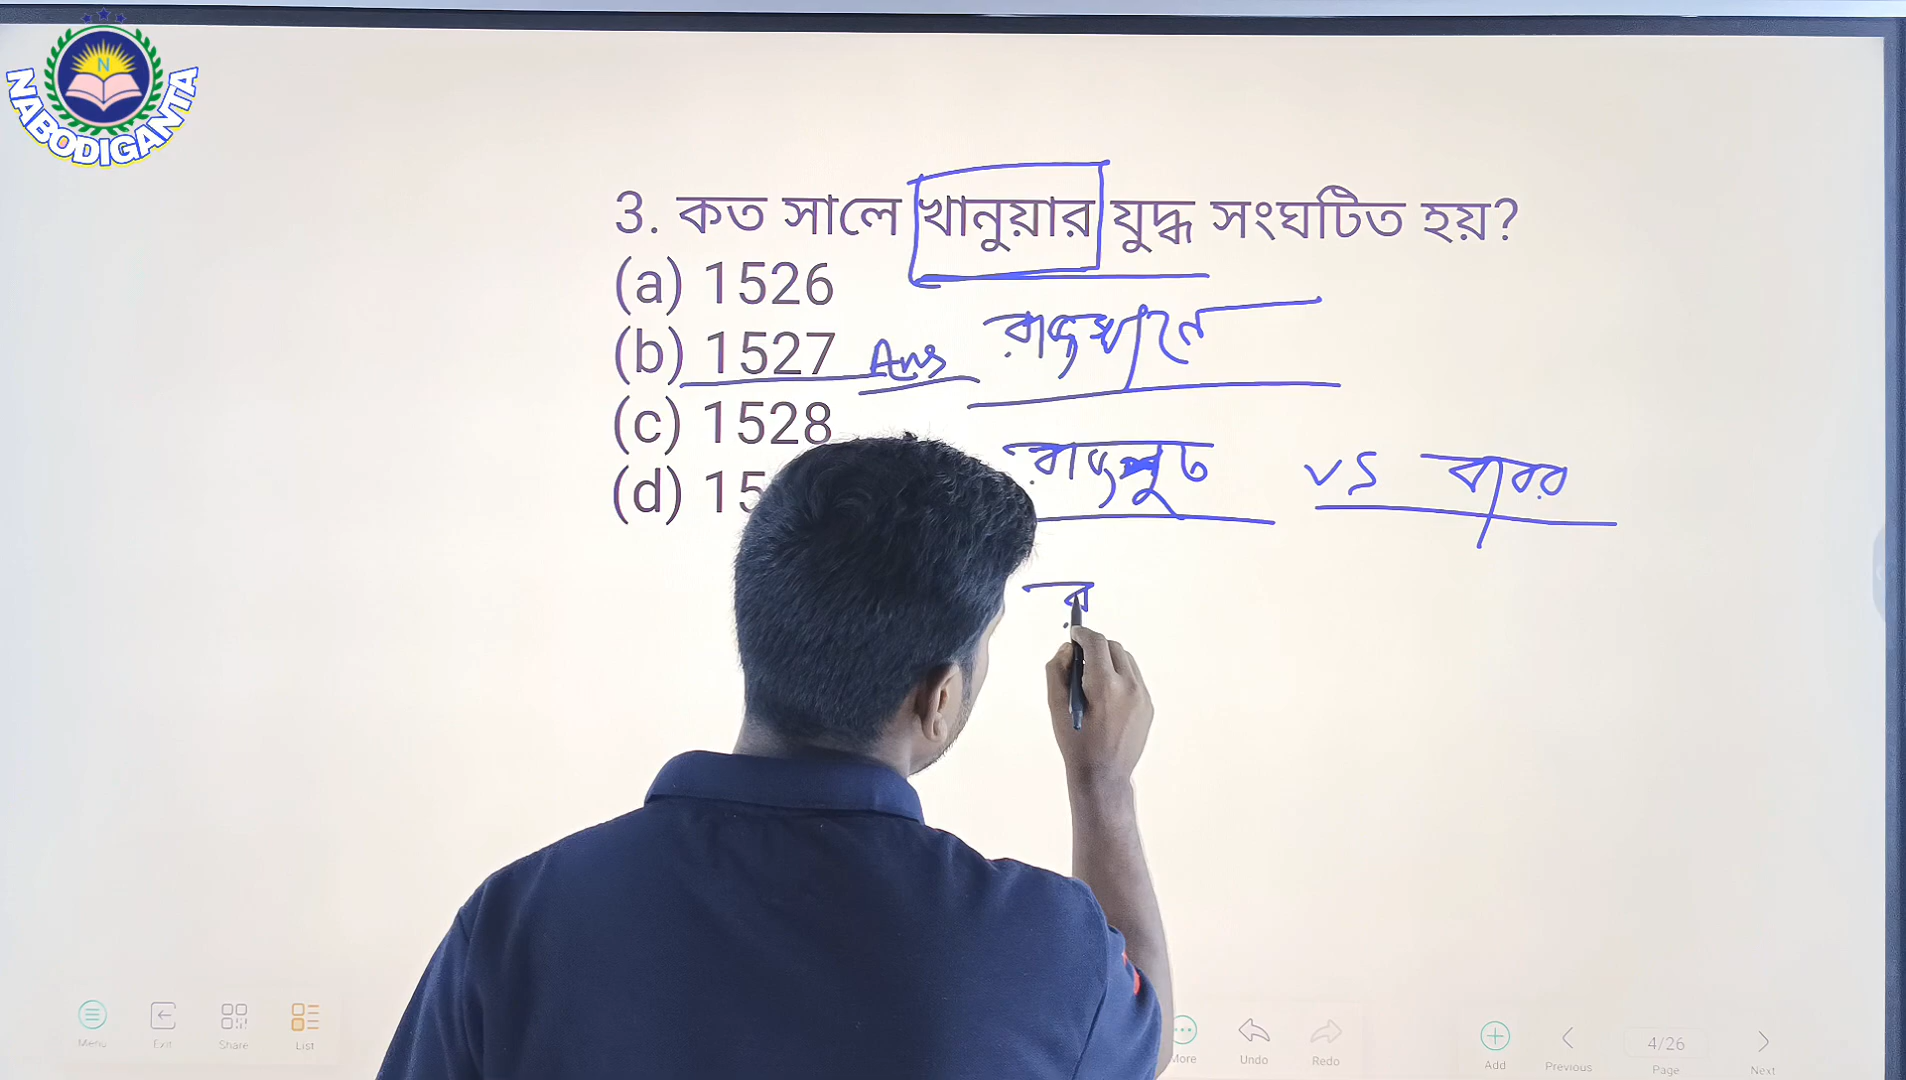 NABODIGANTA
3. কত সালে খানুয়ার যুদ্ধ সংঘটিত হয়?
(a) 1526
(b) 1527 Ans
রাজস্থানে
(c) 1528
রাজপুত vs বাবর
(d) 15
র
Menu
Exit
Share
List
More
Undo
Redo
Add
Previous
4/26
Page
Next